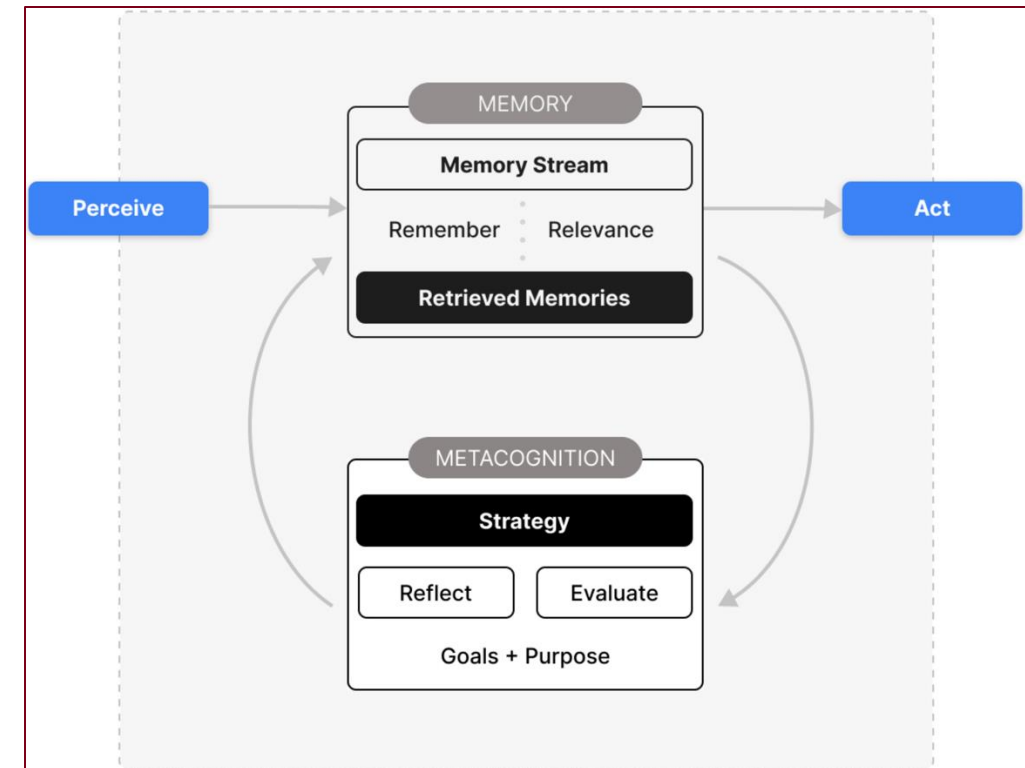 MEMORY
Memory Stream
Perceive
Act
Remember
Relevance
Retrieved Memories
METACOGNITION
Strategy
Reflect
Evaluate
Goals + Purpose